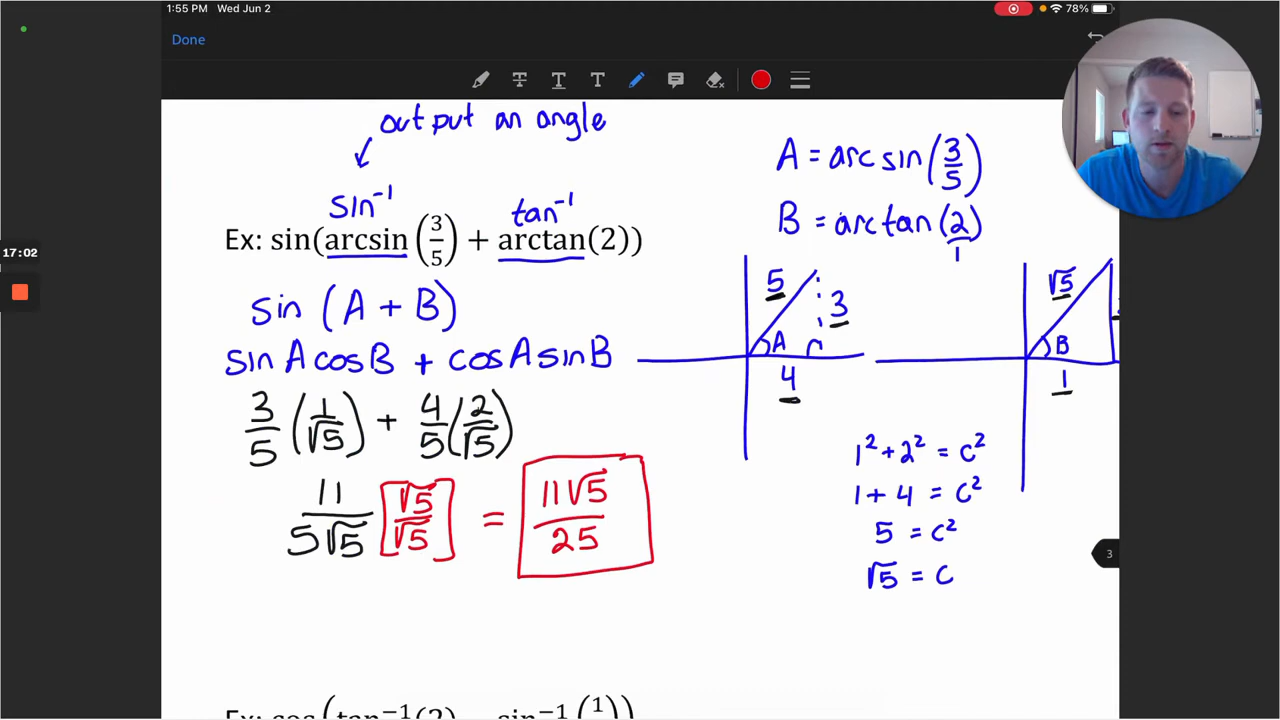 1:55 PM Wed Jun 2
78%
Done
17:02
output an angle
sin⁻¹ tan⁻¹
Ex: sin(arcsin (3/5) + arctan(2))
sin (A + B)
sin A cos B + cos A sin B
3/5 (1/√5) + 4/5 (2/√5)
11/5√5 [√5/√5] = 11√5/25
A = arcsin (3/5)
B = arctan (2/1)
5
3
A
4
√5
B
1
1² + 2² = c²
1 + 4 = c²
5 = c²
√5 = c
3